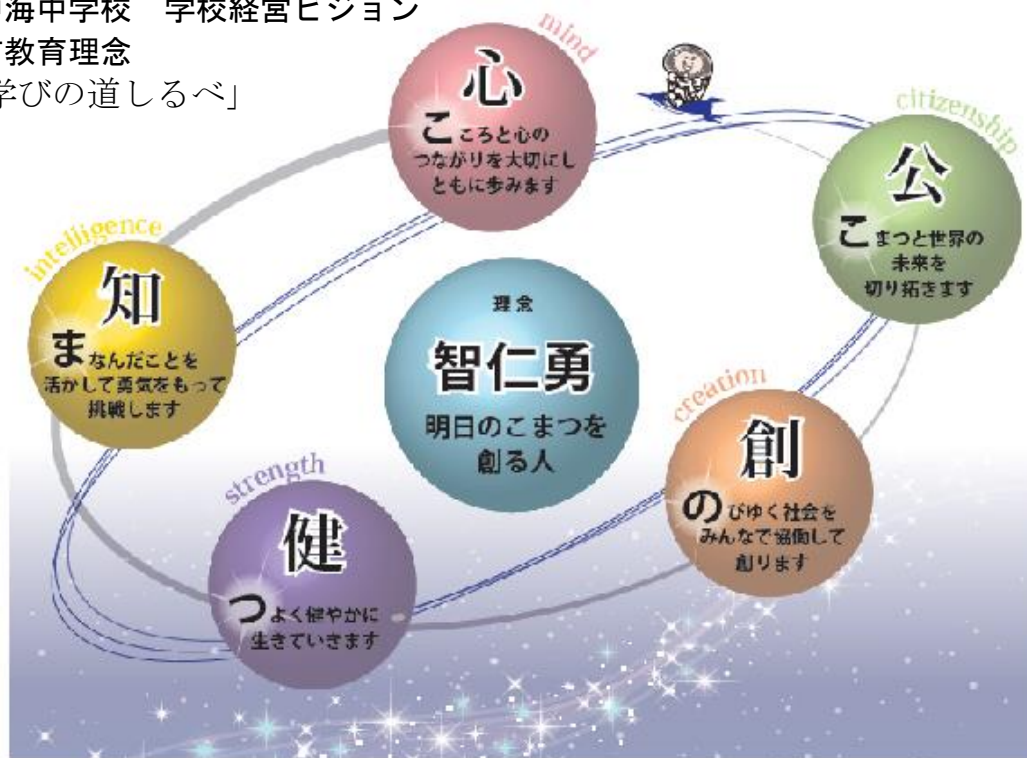 海中学校 学校経営ビジョン
教育理念
学びの道しるべ」
mind
心
こころと心の
つながりを大切にし
ともに歩みます
citizenship
公
こまつと世界の
未来を
切り拓きます
intelligence
知
まなんだことを
活かして勇気をもって
挑戦します
理念
智仁勇
明日のこまつを
創る人
creation
創
のびゆく社会を
みんなで協働して
創ります
strength
健
つよく健やかに
生きていきます